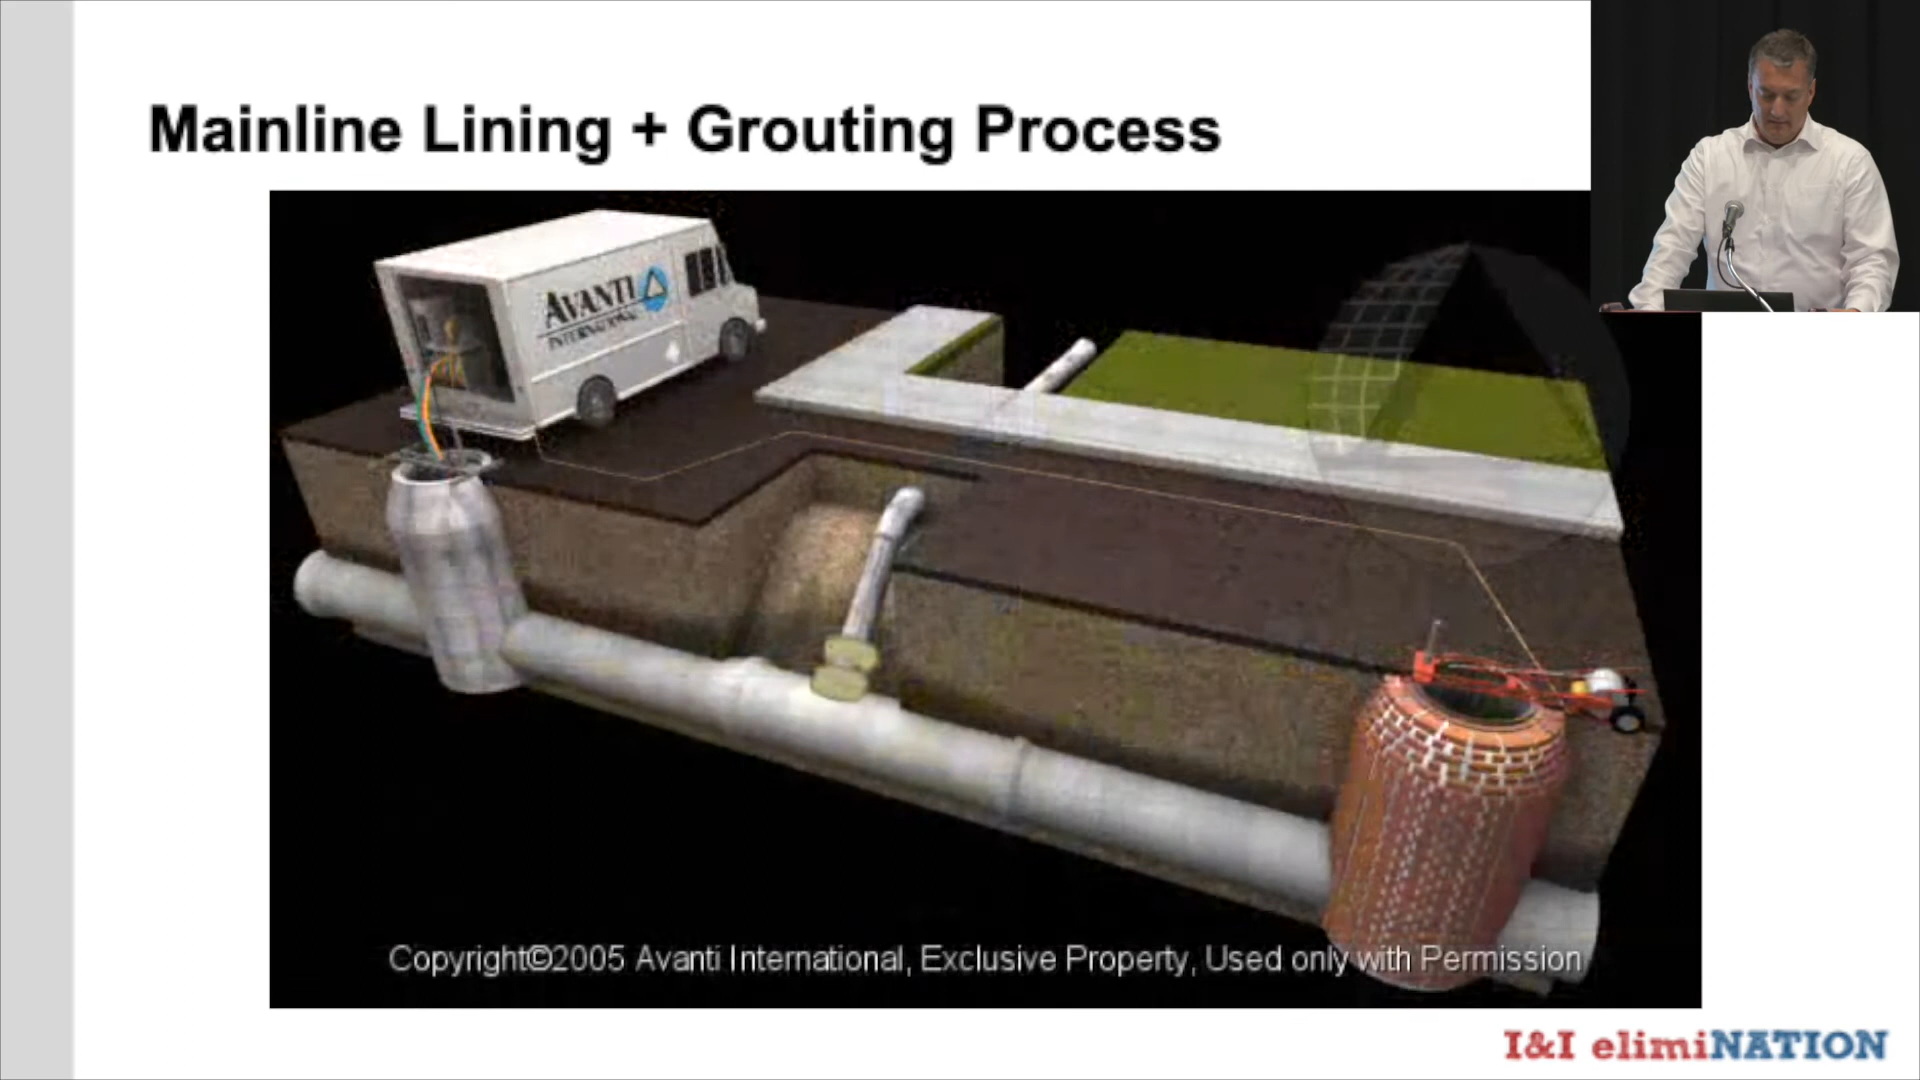 Mainline Lining + Grouting Process
AVANTI
INTERNATIONAL
Copyright©2005 Avanti International, Exclusive Property, Used only with Permission
I&I elimiNATION